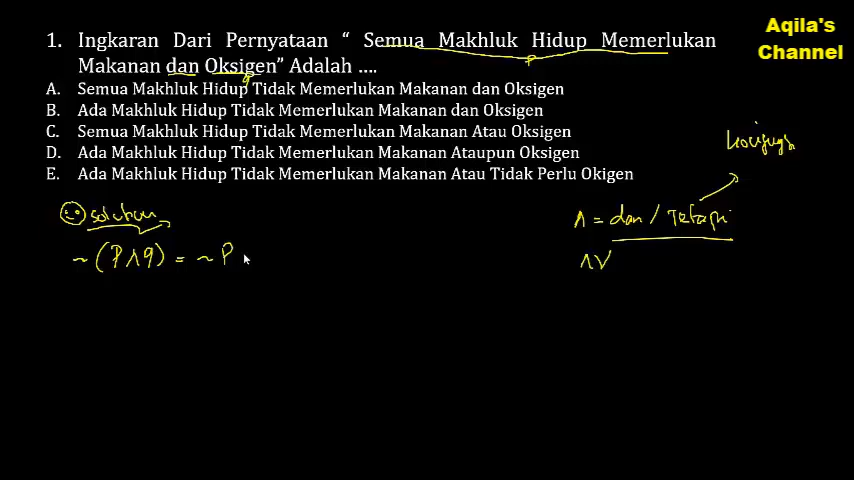 Aqila's
Channel
1. Ingkaran Dari Pernyataan “ Semua Makhluk Hidup Memerlukan
Makanan dan Oksigen” Adalah ....
p
q
A. Semua Makhluk Hidup Tidak Memerlukan Makanan dan Oksigen
B. Ada Makhluk Hidup Tidak Memerlukan Makanan dan Oksigen
C. Semua Makhluk Hidup Tidak Memerlukan Makanan Atau Oksigen
D. Ada Makhluk Hidup Tidak Memerlukan Makanan Ataupun Oksigen
E. Ada Makhluk Hidup Tidak Memerlukan Makanan Atau Tidak Perlu Okigen
solution
~ (P ∧ q) = ~ P
∧ = dan / Tetapi
∧ V